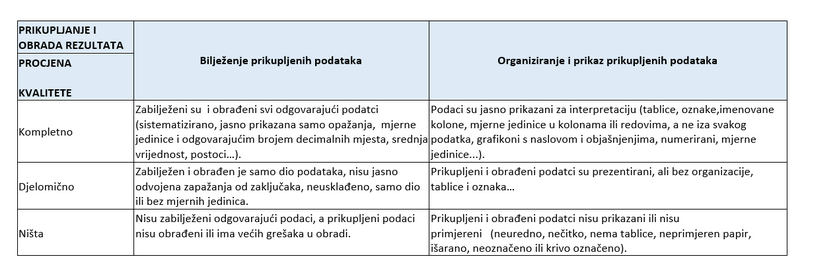 PRIKUPLJANJE I
OBRADA REZULTATA
PROCJENA
KVALITETE
Bilježenje prikupljenih podataka
Organiziranje i prikaz prikupljenih podataka
Kompletno
Zabilježeni su  i obrađeni svi odgovarajući podatci
(sistematizirano, jasno prikazana samo opažanja,  mjerne
jedinice i odgovarajućim brojem decimalnih mjesta, srednja
vrijednost, postoci...).
Podaci su jasno prikazani za interpretaciju (tablice, oznake,imenovane
kolone, mjerne jedinice u kolonama ili redovima, a ne iza svakog
podatka, grafikoni s naslovom i objašnjenjima, numerirani, mjerne
jedinice...).
Djelomično
Zabilježen i obrađen je samo dio podataka, nisu jasno
odvojena zapažanja od zaključaka, neusklađeno, samo dio
ili bez mjernih jedinica.
Prikupljeni i obrađeni podatci su prezentirani, ali bez organizacije,
tablice i oznaka...
Ništa
Nisu zabilježeni odgovarajući podaci, a prikupljeni podaci
nisu obrađeni ili ima većih grešaka u obradi.
Prikupljeni i obrađeni podatci nisu prikazani ili nisu
primjereni   (neuredno, nečitko, nema tablice, neprimjeren papir,
išarano, neoznačeno ili krivo označeno).